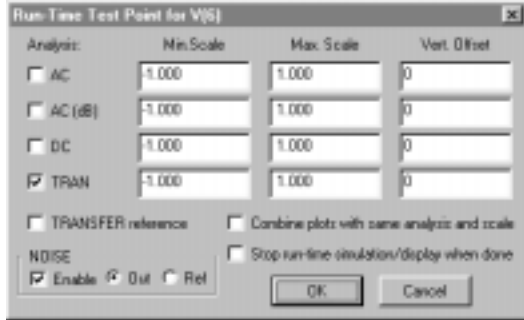 Run-Time Test Point for V(6)
Analysis: Min.Scale Max. Scale Vert. Offset
AC -1.000 1.000 0
AC (dB) -1.000 1.000 0
DC -1.000 1.000 0
TRAN -1.000 1.000 0
TRANSFER reference Combine plots with same analysis and scale
NOISE Stop run-time simulation/display when done
Enable Out Ref
OK Cancel